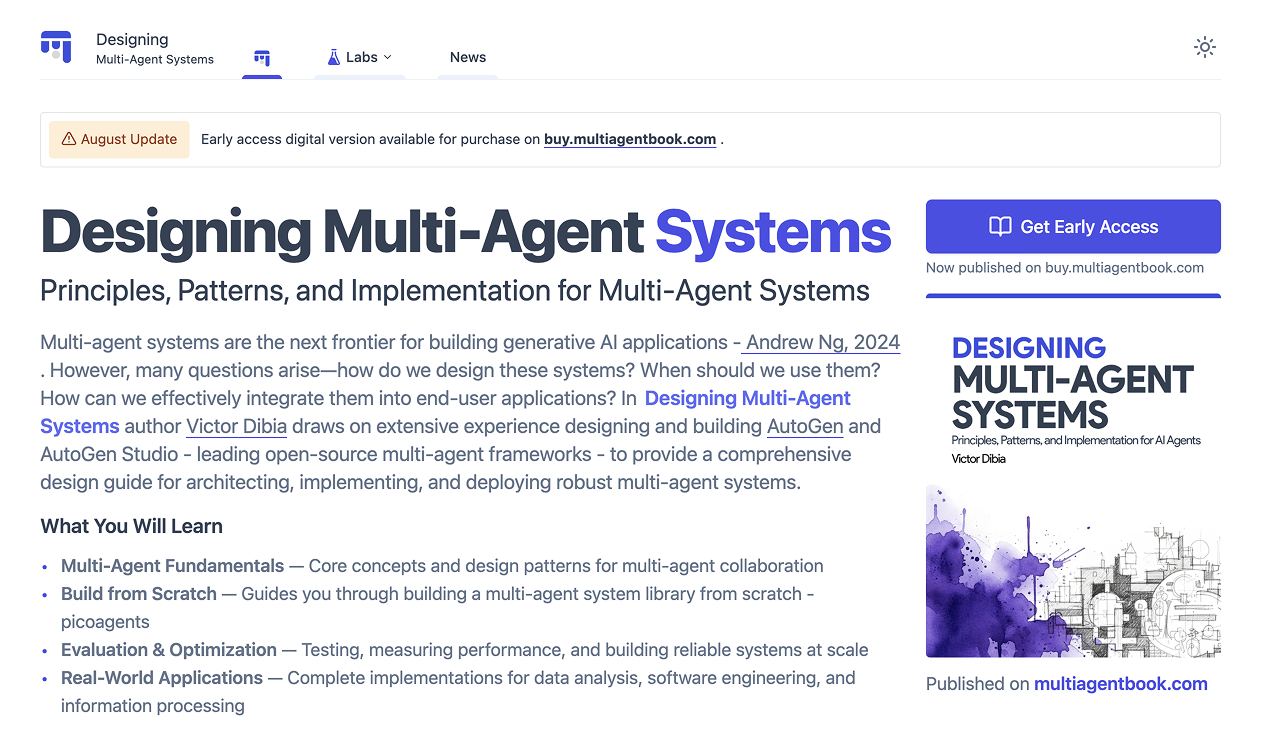 Designing
Multi-Agent Systems
Labs
News
August Update
Early access digital version available for purchase on buy.multiagentbook.com .
Designing Multi-Agent Systems
Principles, Patterns, and Implementation for Multi-Agent Systems
Multi-agent systems are the next frontier for building generative AI applications - Andrew Ng, 2024
. However, many questions arise—how do we design these systems? When should we use them?
How can we effectively integrate them into end-user applications? In Designing Multi-Agent
Systems author Victor Dibia draws on extensive experience designing and building AutoGen and
AutoGen Studio - leading open-source multi-agent frameworks - to provide a comprehensive
design guide for architecting, implementing, and deploying robust multi-agent systems.
What You Will Learn
• Multi-Agent Fundamentals — Core concepts and design patterns for multi-agent collaboration
• Build from Scratch — Guides you through building a multi-agent system library from scratch -
picoagents
• Evaluation & Optimization — Testing, measuring performance, and building reliable systems at scale
• Real-World Applications — Complete implementations for data analysis, software engineering, and
information processing
Get Early Access
Now published on buy.multiagentbook.com
DESIGNING
MULTI-AGENT
SYSTEMS
Principles, Patterns, and Implementation for AI Agents
Victor Dibia
Published on multiagentbook.com